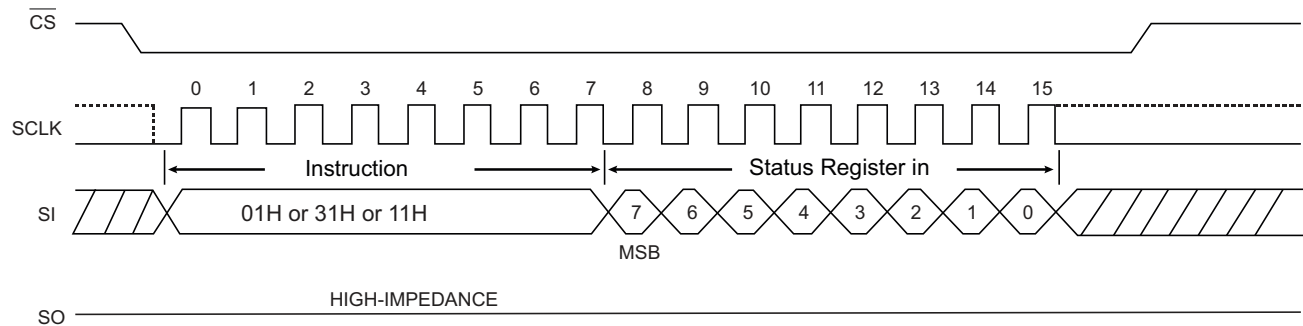 CS
0 1 2 3 4 5 6 7 8 9 10 11 12 13 14 15
SCLK
Instruction Status Register in
SI 01H or 31H or 11H 7 6 5 4 3 2 1 0
MSB
HIGH-IMPEDANCE
SO